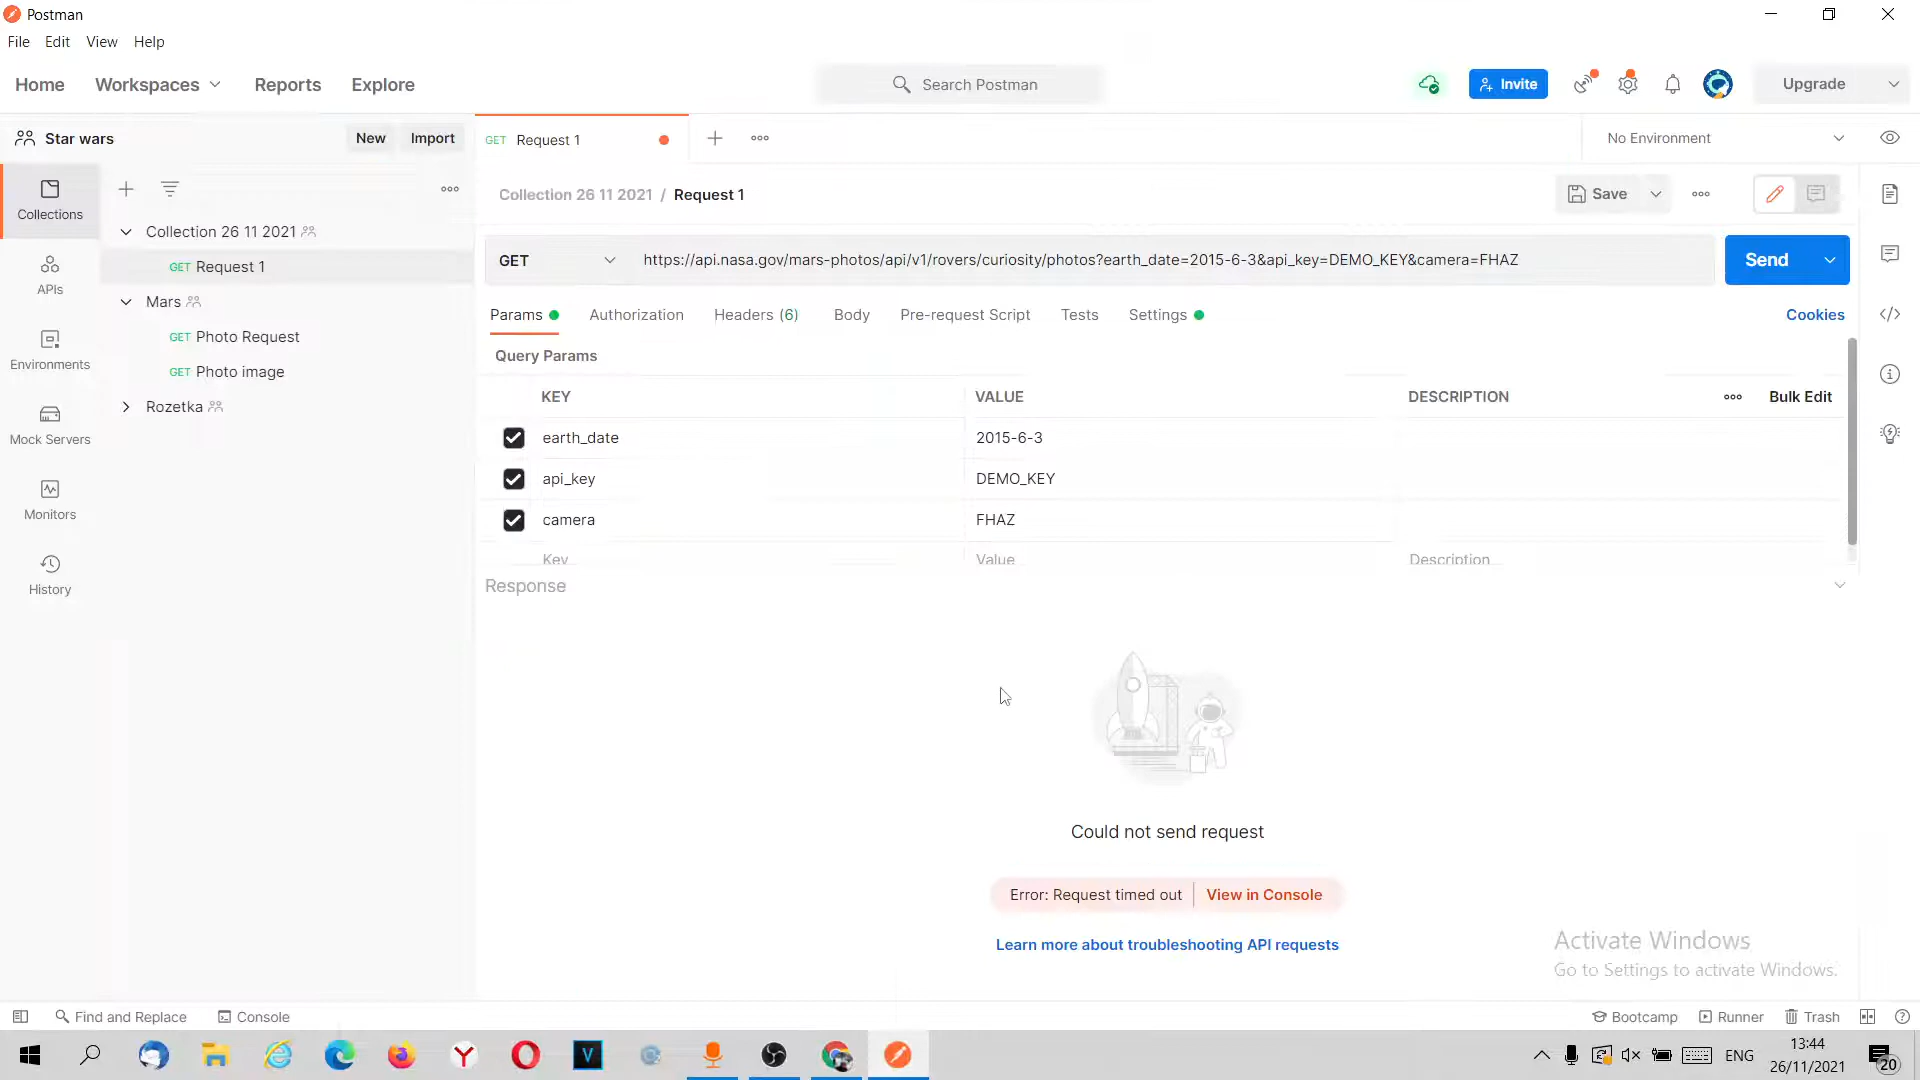 Postman
File Edit View Help
Home Workspaces Reports Explore
Search Postman
Invite
Upgrade
Star wars
New Import
GET Request 1
No Environment
Collection 26 11 2021 / Request 1
Save
Collections
Collection 26 11 2021
GET Request 1
Mars
GET Photo Request
GET Photo image
Rozetka
APIs
Environments
Mock Servers
Monitors
History
GET https://api.nasa.gov/mars-photos/api/v1/rovers/curiosity/photos?earth_date=2015-6-3&api_key=DEMO_KEY&camera=FHAZ
Send
Params Authorization Headers (6) Body Pre-request Script Tests Settings Cookies
Query Params
KEY VALUE DESCRIPTION Bulk Edit
earth_date 2015-6-3
api_key DEMO_KEY
camera FHAZ
Key Value Description
Response
Could not send request
Error: Request timed out View in Console
Learn more about troubleshooting API requests
Activate Windows
Go to Settings to activate Windows.
Find and Replace Console Bootcamp Runner Trash
ENG
13:44
26/11/2021
20